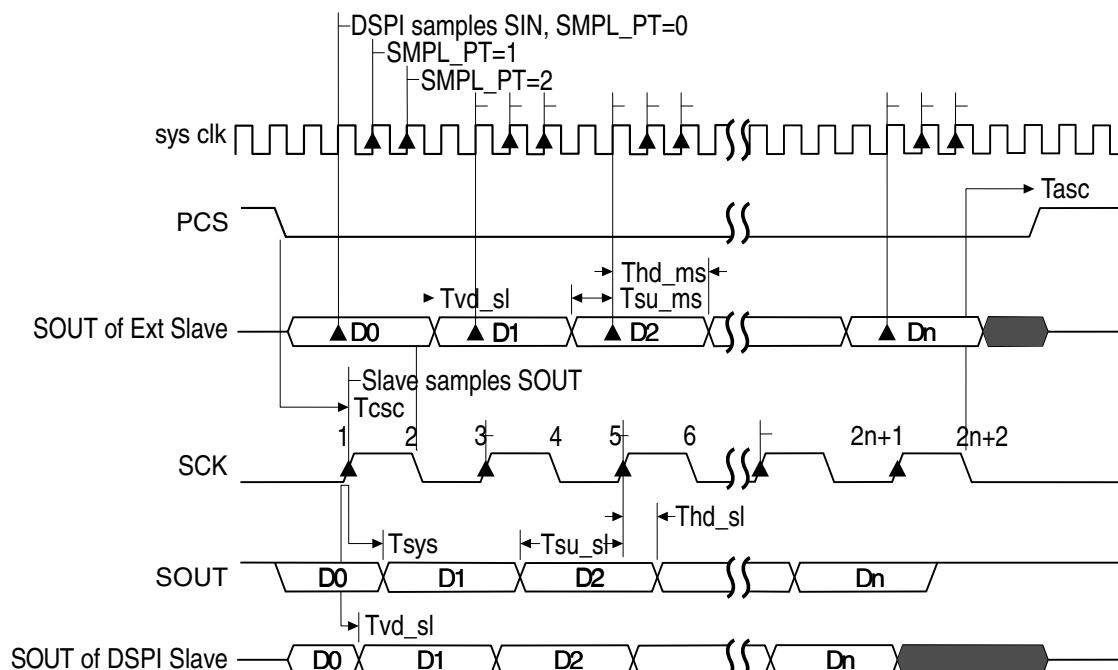 DSPI samples SIN, SMPL_PT=0
SMPL_PT=1
SMPL_PT=2
sys clk
Tasc
PCS
Thd_ms
Tvd_sl
Tsu_ms
SOUT of Ext Slave
D0
D1
D2
Dn
Slave samples SOUT
Tcsc
1
2
3
4
5
6
2n+1
2n+2
SCK
Thd_sl
Tsys
Tsu_sl
SOUT
D0
D1
D2
Dn
Tvd_sl
SOUT of DSPI Slave
D0
D1
D2
Dn